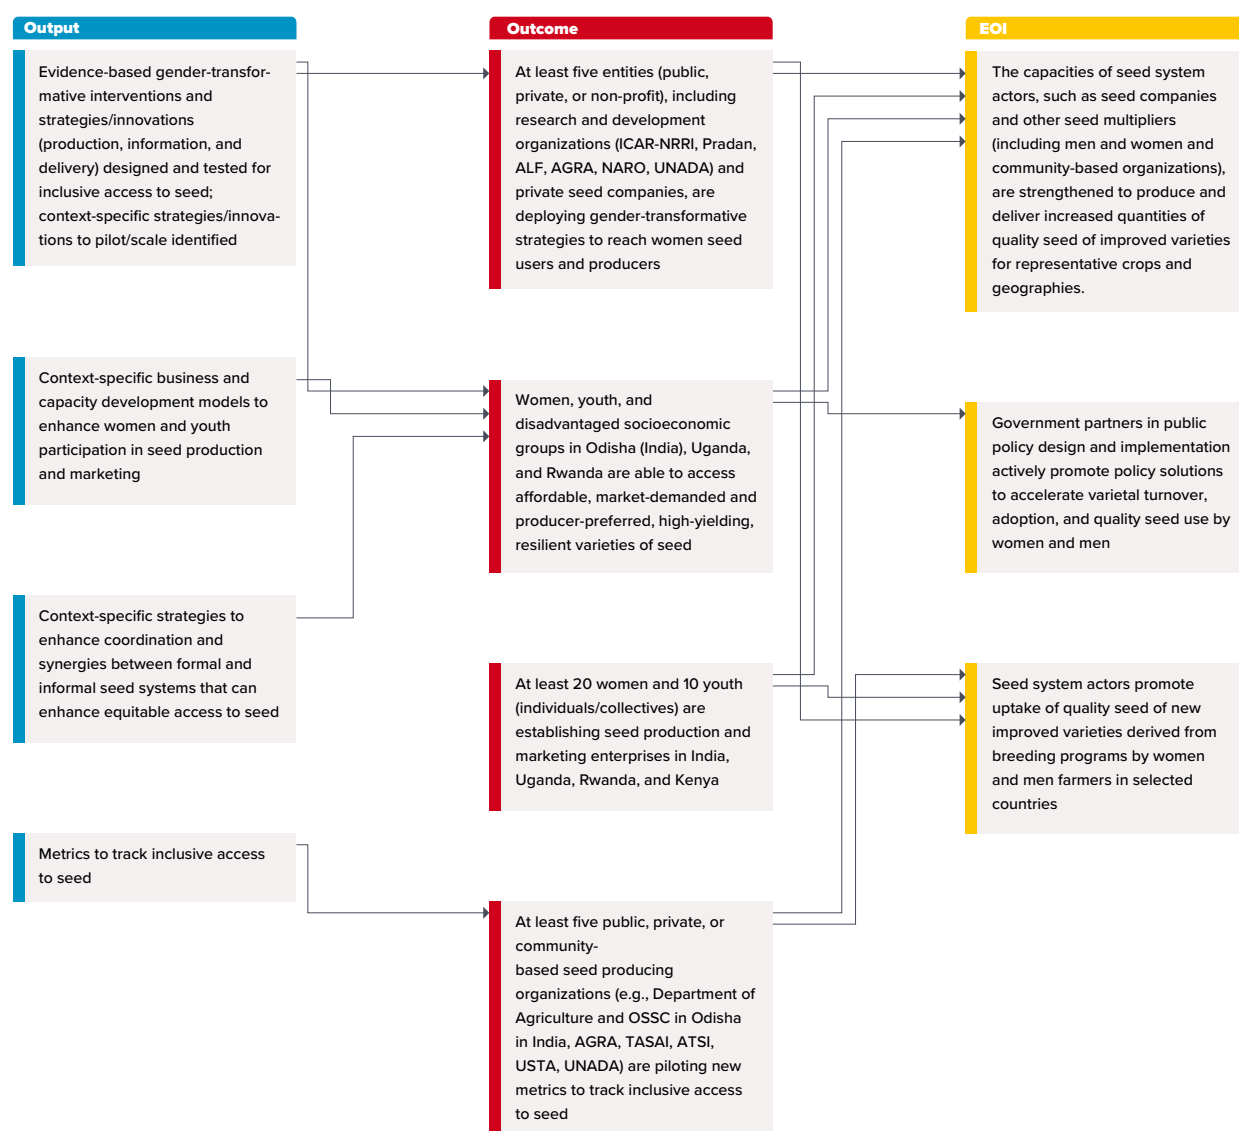 Output
Evidence-based gender-transfor-
mative interventions and
strategies/innovations
(production, information, and
delivery) designed and tested for
inclusive access to seed;
context-specific strategies/innova-
tions to pilot/scale identified
Context-specific business and
capacity development models to
enhance women and youth
participation in seed production
and marketing
Context-specific strategies to
enhance coordination and
synergies between formal and
informal seed systems that can
enhance equitable access to seed
Metrics to track inclusive access
to seed
Outcome
At least five entities (public,
private, or non-profit), including
research and development
organizations (ICAR-NRRI, Pradan,
ALF, AGRA, NARO, UNADA) and
private seed companies, are
deploying gender-transformative
strategies to reach women seed
users and producers
Women, youth, and
disadvantaged socioeconomic
groups in Odisha (India), Uganda,
and Rwanda are able to access
affordable, market-demanded and
producer-preferred, high-yielding,
resilient varieties of seed
At least 20 women and 10 youth
(individuals/collectives) are
establishing seed production and
marketing enterprises in India,
Uganda, Rwanda, and Kenya
At least five public, private, or
community-
based seed producing
organizations (e.g., Department of
Agriculture and OSSC in Odisha
in India, AGRA, TASAI, ATSI,
USTA, UNADA) are piloting new
metrics to track inclusive access
to seed
EOI
The capacities of seed system
actors, such as seed companies
and other seed multipliers
(including men and women and
community-based organizations),
are strengthened to produce and
deliver increased quantities of
quality seed of improved varieties
for representative crops and
geographies.
Government partners in public
policy design and implementation
actively promote policy solutions
to accelerate varietal turnover,
adoption, and quality seed use by
women and men
Seed system actors promote
uptake of quality seed of new
improved varieties derived from
breeding programs by women
and men farmers in selected
countries